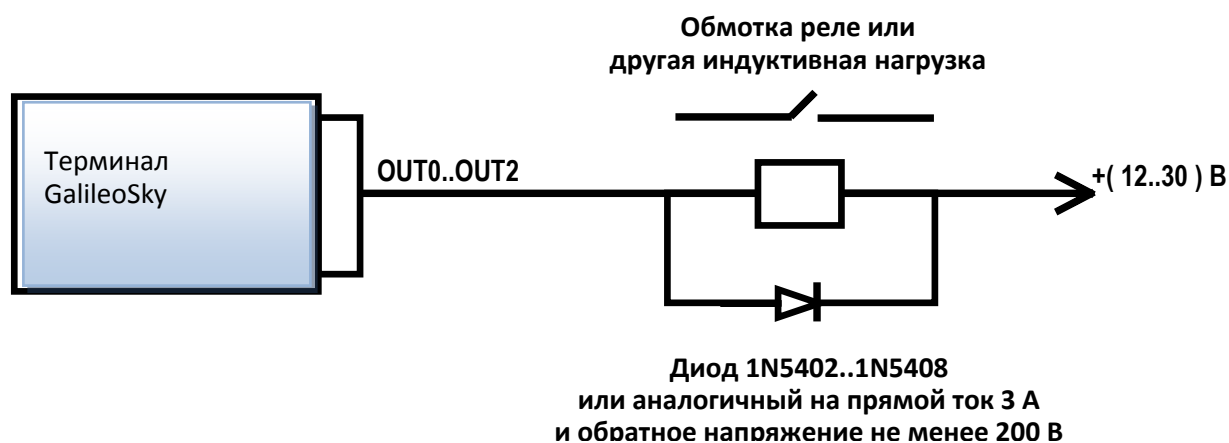 Обмотка реле или
другая индуктивная нагрузка
Терминал
GalileoSky
OUT0..OUT2
+( 12..30 ) В
Диод 1N5402..1N5408
или аналогичный на прямой ток 3 А
и обратное напряжение не менее 200 В